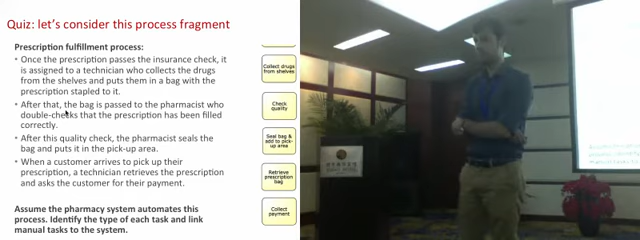 Quiz: let's consider this process fragment
Prescription fulfillment process:
• Once the prescription passes the insurance check, it
is assigned to a technician who collects the drugs
from the shelves and puts them in a bag with the
prescription stapled to it.
• After that, the bag is passed to the pharmacist who
double-checks that the prescription has been filled
correctly.
• After this quality check, the pharmacist seals the
bag and puts it in the pick-up area.
• When a customer arrives to pick up their
prescription, a technician retrieves the prescription
and asks the customer for their payment.
Assume the pharmacy system automates this
process. Identify the type of each task and link
manual tasks to the system.
Collect drugs
from shelves
Check
quality
Seal bag &
add to pick-
up area
Retrieve
prescription
bag
Collect
payment